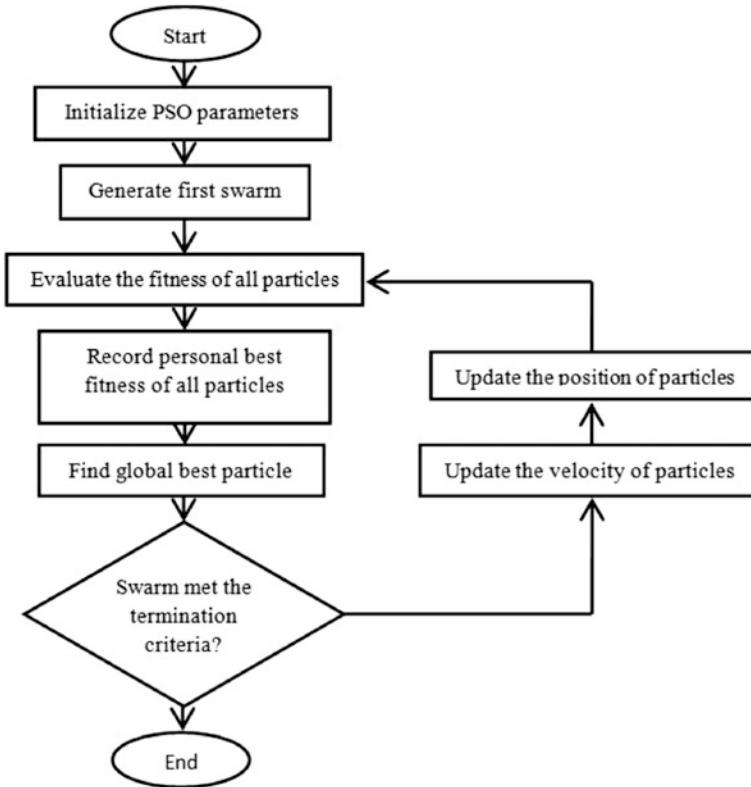 Start
Initialize PSO parameters
Generate first swarm
Evaluate the fitness of all particles
Record personal best
fitness of all particles
Find global best particle
Swarm met the
termination
criteria?
End
Update the velocity of particles
Update the position of particles